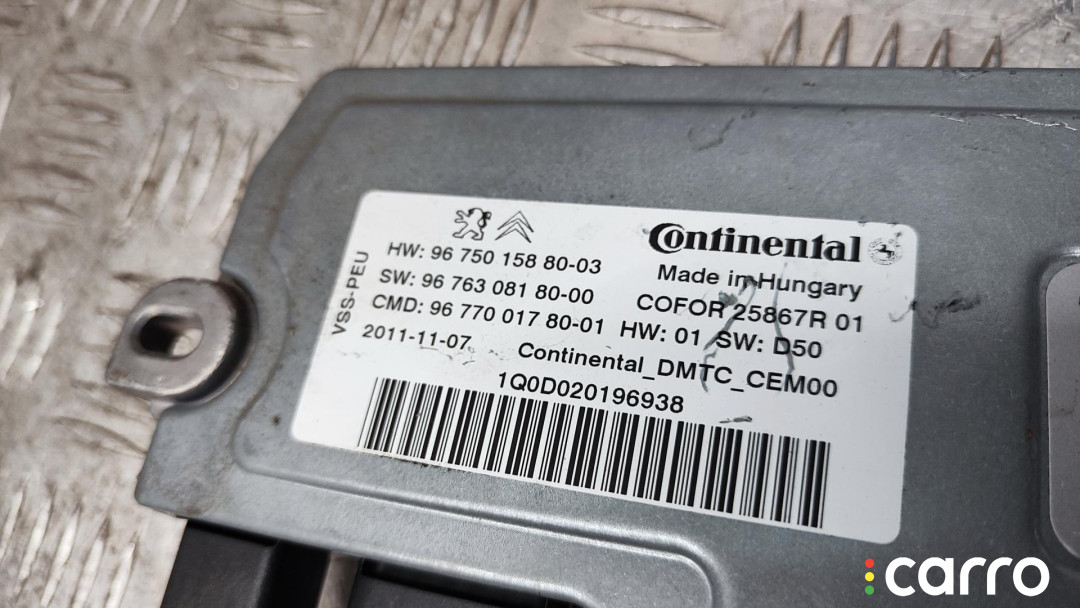 Continental
HW: 96 750 158 80-03
Made in Hungary
SW: 96 763 081 80-00
COFOR 25867R 01
CMD: 96 770 017 80-01 HW: 01 SW: D50
2011-11-07 Continental_DMTC_CEM00
VSS-PEU
1Q0D020196938
carro